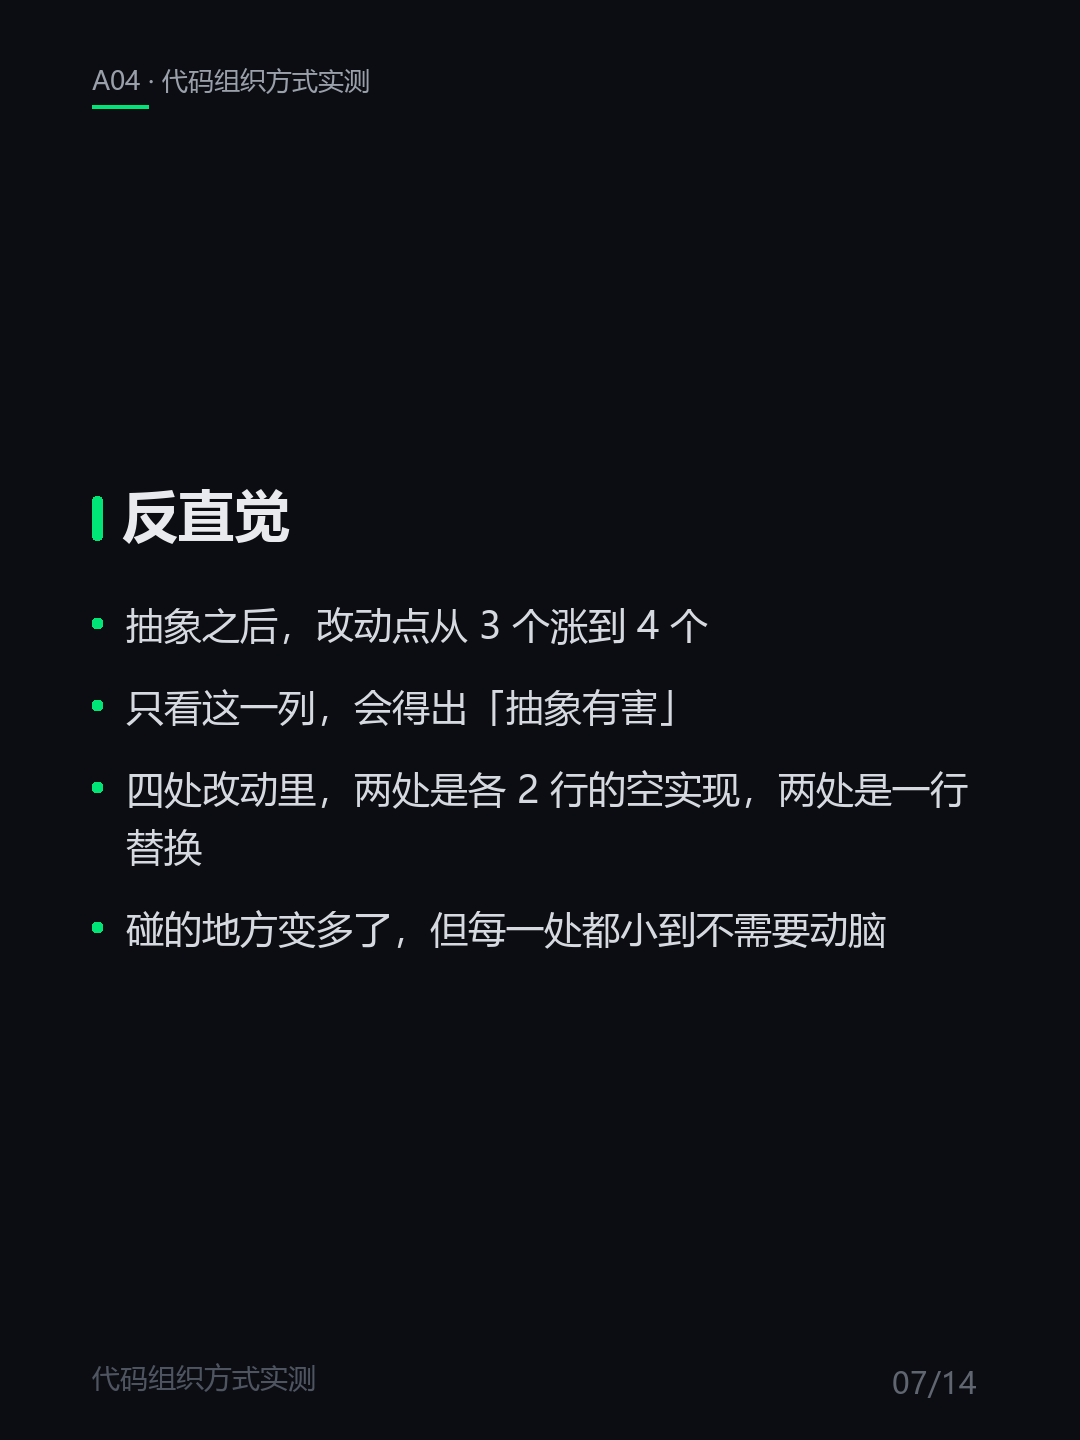 A04 · 代码组织方式实测
反直觉
抽象之后，改动点从 3 个涨到 4 个
只看这一列，会得出「抽象有害」
四处改动里，两处是各 2 行的空实现，两处是一行
替换
碰的地方变多了，但每一处都小到不需要动脑
代码组织方式实测
07/14